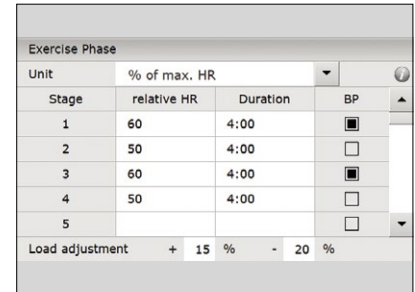 Exercise Phase
Unit % of max. HR
Stage relative HR Duration BP
1 60 4:00
2 50 4:00
3 60 4:00
4 50 4:00
5
Load adjustment + 15 % - 20 %